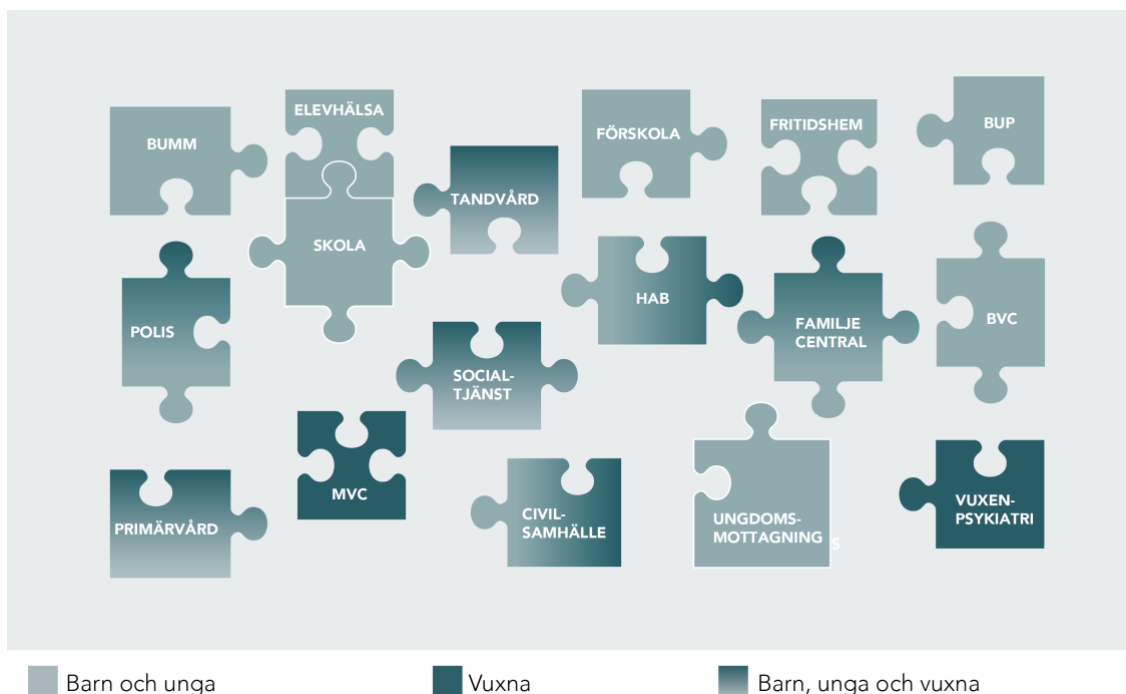 BUMM
ELEVHÄLSA
FÖRSKOLA
FRITIDSHEM
BUP
TANDVÅRD
SKOLA
POLIS
HAB
FAMILJE
CENTRAL
BVC
SOCIAL-
TJÄNST
PRIMÄRVÅRD
MVC
CIVIL-
SAMHÄLLE
UNGDOMS-
MOTTAGNING S
VUXEN-
PSYKIATRI
Barn och unga
Vuxna
Barn, unga och vuxna